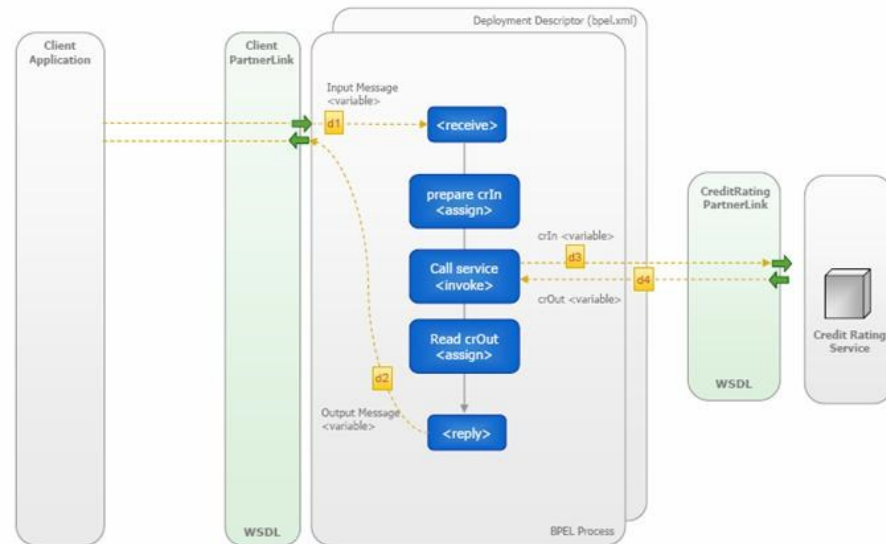 Deployment Descriptor (bpel.xml)
Client
Application
Client
PartnerLink
Input Message
<variable>
d1
<receive>
prepare crIn
<assign>
CreditRating
PartnerLink
crIn <variable>
d3
Call service
<invoke>
d4
crOut <variable>
Read crOut
<assign>
Credit Rating
Service
d2
WSDL
Output Message
<variable>
<reply>
WSDL
BPEL Process